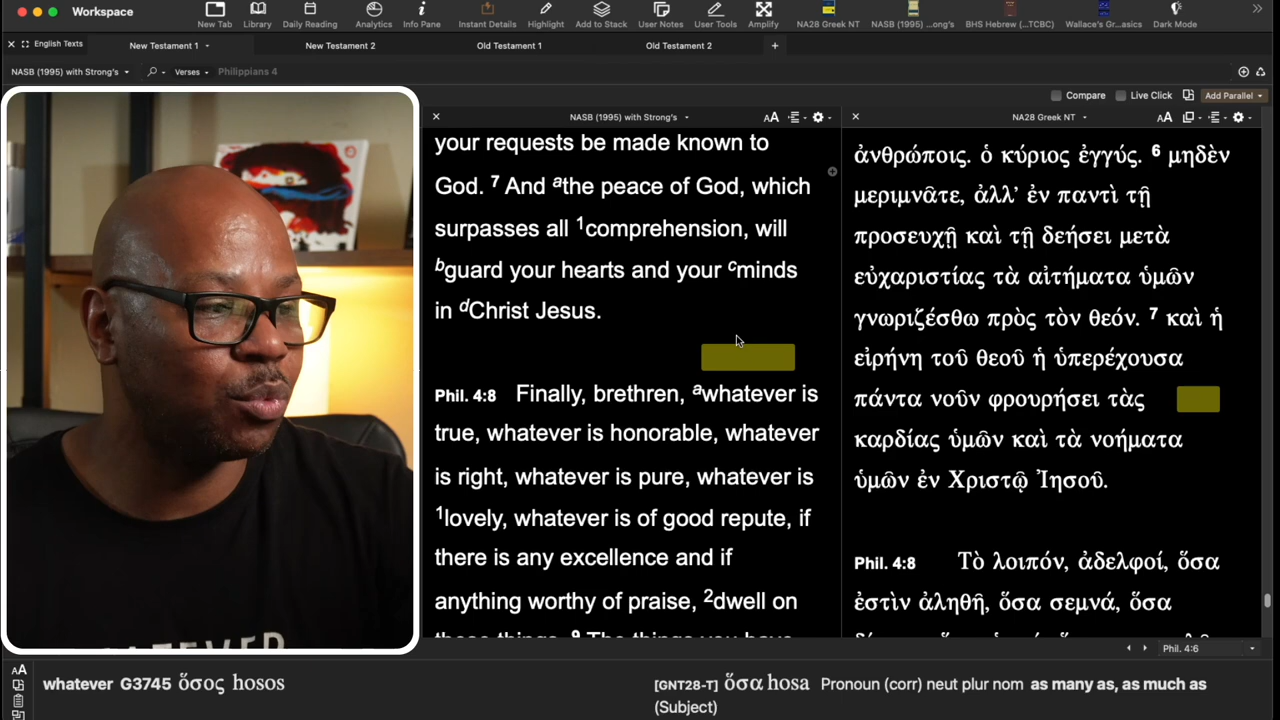 Workspace
New Tab
Library
Daily Reading
Analytics
Info Pane
Instant Details
Highlight
Add to Stack
User Notes
User Tools
Amplify
NA28 Greek NT
NASB (1995) ...ong's
BHS Hebrew (...TCBC)
Wallace's Gr...asics
Dark Mode
English Texts
New Testament 1
New Testament 2
Old Testament 1
Old Testament 2
NASB (1995) with Strong's
Verses
Philippians 4
Compare
Live Click
Add Parallel
NASB (1995) with Strong's
your requests be made known to
God. 7 And athe peace of God, which
surpasses all 1comprehension, will
bguard your hearts and your cminds
in dChrist Jesus.
Phil. 4:8 Finally, brethren, awhatever is
true, whatever is honorable, whatever
is right, whatever is pure, whatever is
1lovely, whatever is of good repute, if
there is any excellence and if
anything worthy of praise, 2dwell on
these things. 9 The things you have
NA28 Greek NT
ἀνθρώποις. ὁ κύριος ἐγγύς. 6 μηδὲν
μεριμνᾶτε, ἀλλ’ ἐν παντὶ τῇ
προσευχῇ καὶ τῇ δεήσει μετὰ
εὐχαριστίας τὰ αἰτήματα ὑμῶν
γνωριζέσθω πρὸς τὸν θεόν. 7 καὶ ἡ
εἰρήνη τοῦ θεοῦ ἡ ὑπερέχουσα
πάντα νοῦν φρουρήσει τὰς
καρδίας ὑμῶν καὶ τὰ νοήματα
ὑμῶν ἐν Χριστῷ Ἰησοῦ.
Phil. 4:8 Τὸ λοιπόν, ἀδελφοί, ὅσα
ἐστὶν ἀληθῆ, ὅσα σεμνά, ὅσα
Phil. 4:6
whatever G3745 ὅσος hosos
[GNT28-T] ὅσα hosa Pronoun (corr) neut plur nom as many as, as much as
(Subject)